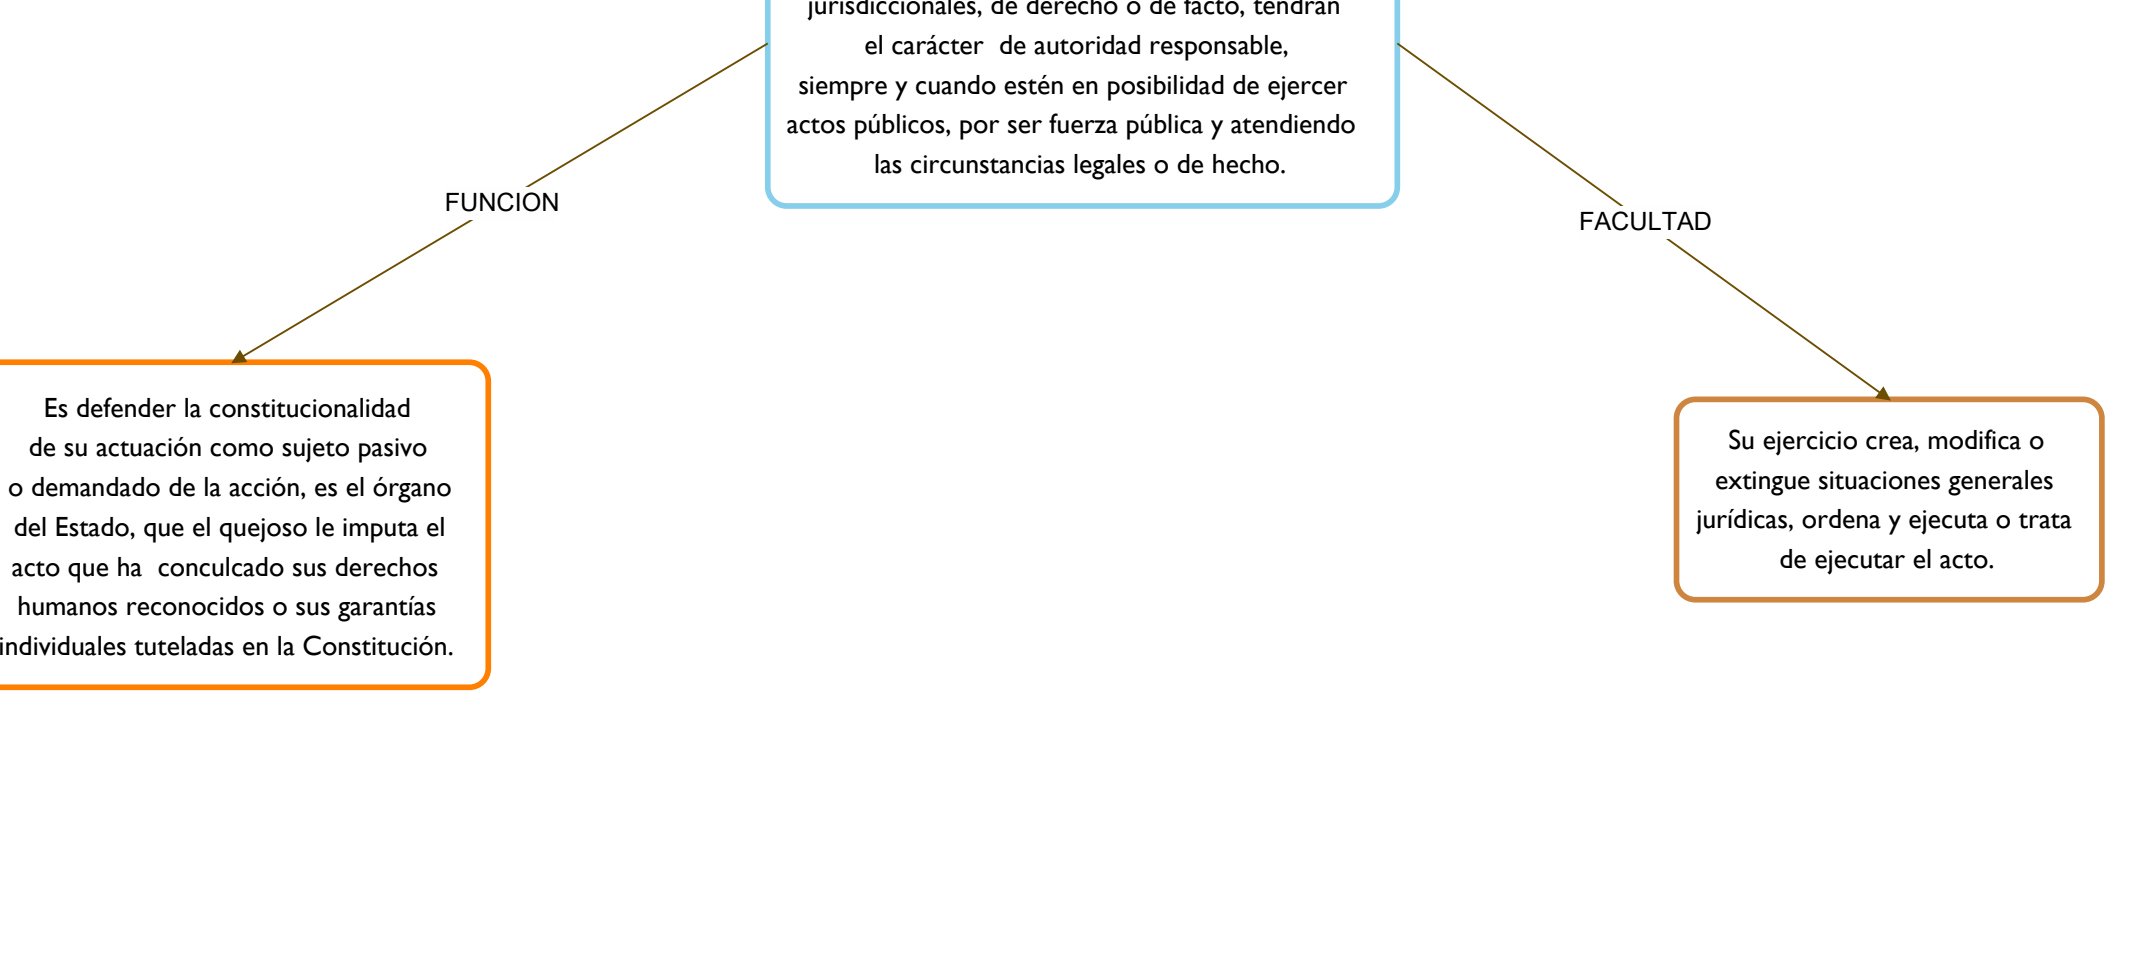 jurisdiccionales, de derecho o de facto, tendrán
el carácter  de autoridad responsable,
siempre y cuando estén en posibilidad de ejercer
actos públicos, por ser fuerza pública y atendiendo
las circunstancias legales o de hecho.
FUNCION
FACULTAD
Es defender la constitucionalidad
de su actuación como sujeto pasivo
o demandado de la acción, es el órgano
del Estado, que el quejoso le imputa el
acto que ha  conculcado sus derechos
humanos reconocidos o sus garantías
individuales tuteladas en la Constitución.
Su ejercicio crea, modifica o
extingue situaciones generales
jurídicas, ordena y ejecuta o trata
de ejecutar el acto.